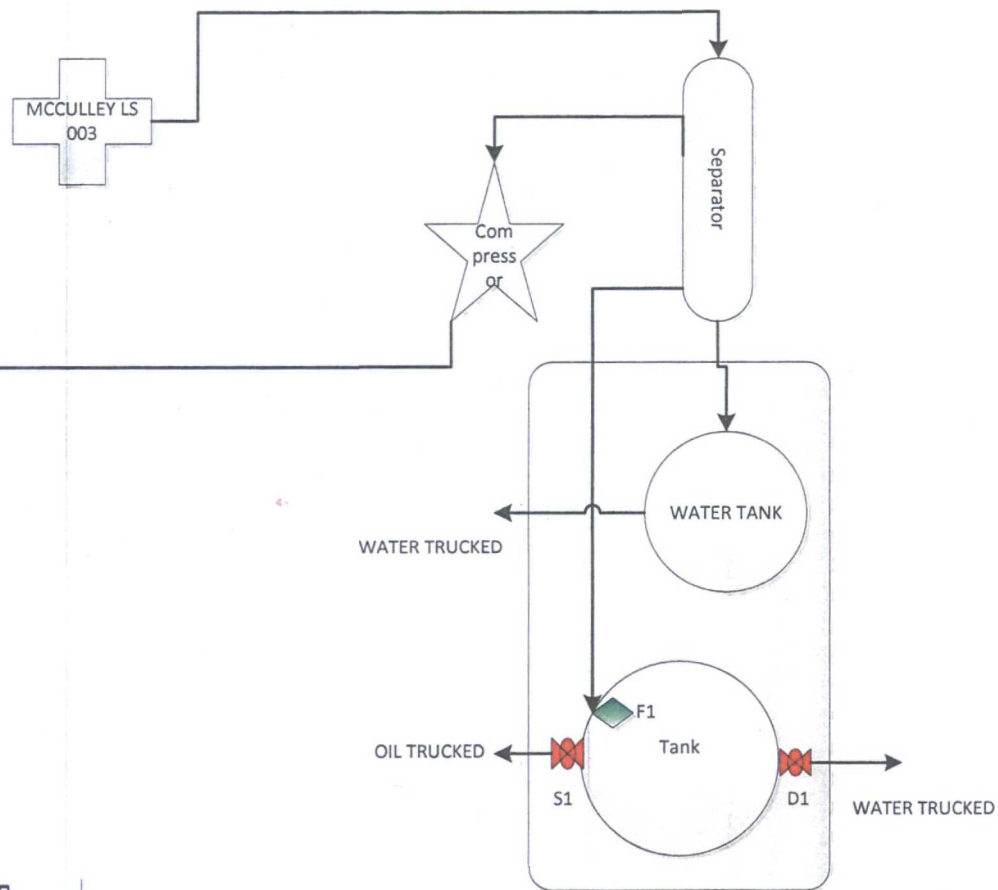 MCCULLEY LS
003
Separator
Com
press
or
WATER TANK
WATER TRUCKED
F1
Tank
OIL TRUCKED
S1
D1
WATER TRUCKED